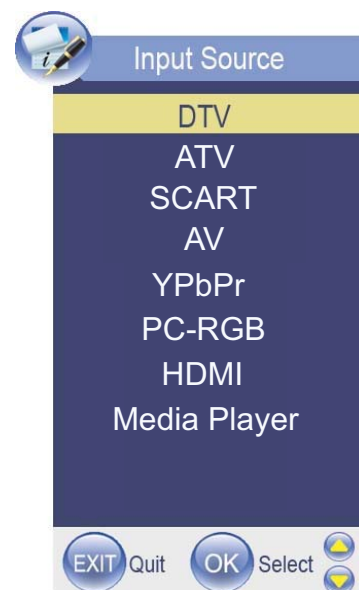 Input Source
DTV
ATV
SCART
AV
YPbPr
PC-RGB
HDMI
Media Player
EXIT Quit OK Select